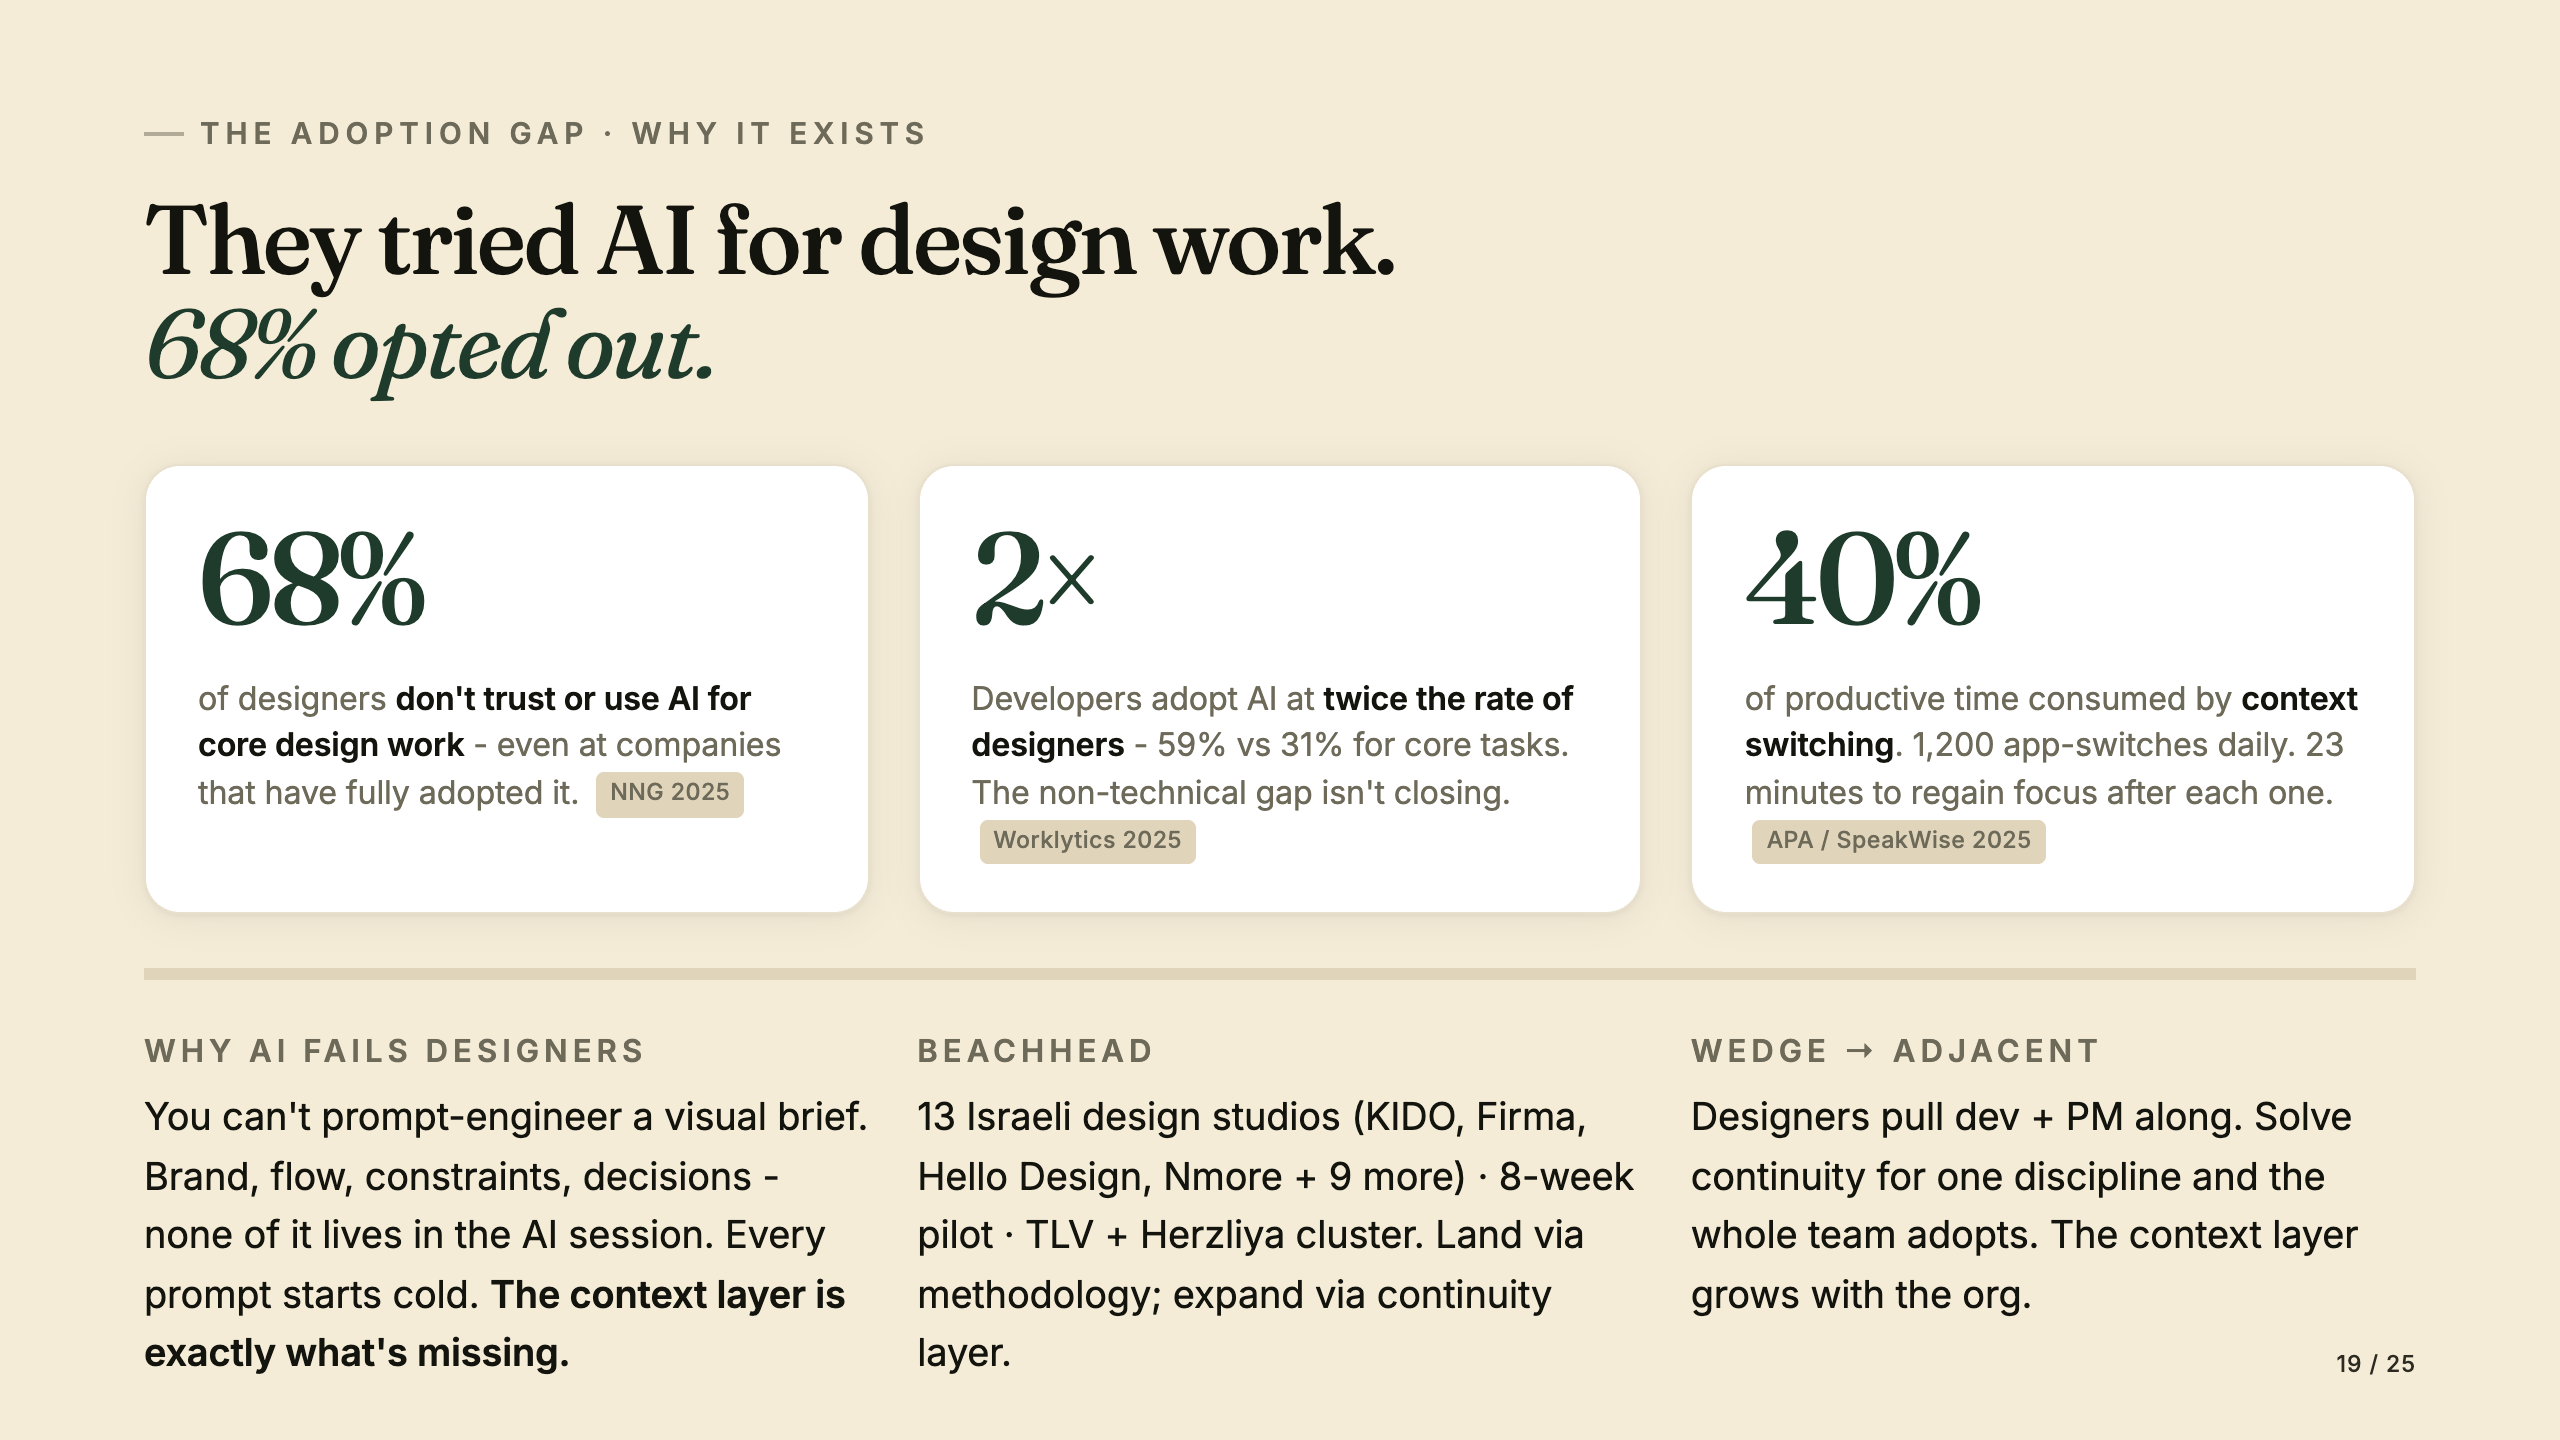 — THE ADOPTION GAP · WHY IT EXISTS
They tried AI for design work.
68% opted out.
68%
of designers don't trust or use AI for
core design work - even at companies
that have fully adopted it. NNG 2025
2×
Developers adopt AI at twice the rate of
designers - 59% vs 31% for core tasks.
The non-technical gap isn't closing.
Worklytics 2025
40%
of productive time consumed by context
switching. 1,200 app-switches daily. 23
minutes to regain focus after each one.
APA / SpeakWise 2025
WHY AI FAILS DESIGNERS
You can't prompt-engineer a visual brief.
Brand, flow, constraints, decisions -
none of it lives in the AI session. Every
prompt starts cold. The context layer is
exactly what's missing.
BEACHHEAD
13 Israeli design studios (KIDO, Firma,
Hello Design, Nmore + 9 more) · 8-week
pilot · TLV + Herzliya cluster. Land via
methodology; expand via continuity
layer.
WEDGE → ADJACENT
Designers pull dev + PM along. Solve
continuity for one discipline and the
whole team adopts. The context layer
grows with the org.
19 / 25